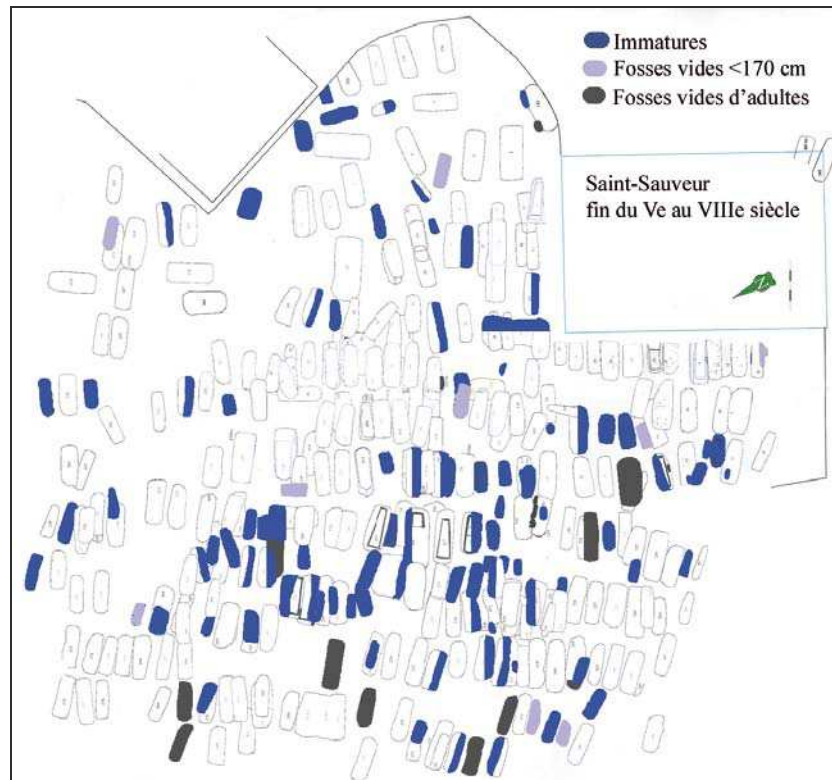 Immatures
Fosses vides <170 cm
Fosses vides d'adultes
Saint-Sauveur
fin du Ve au VIIIe siècle